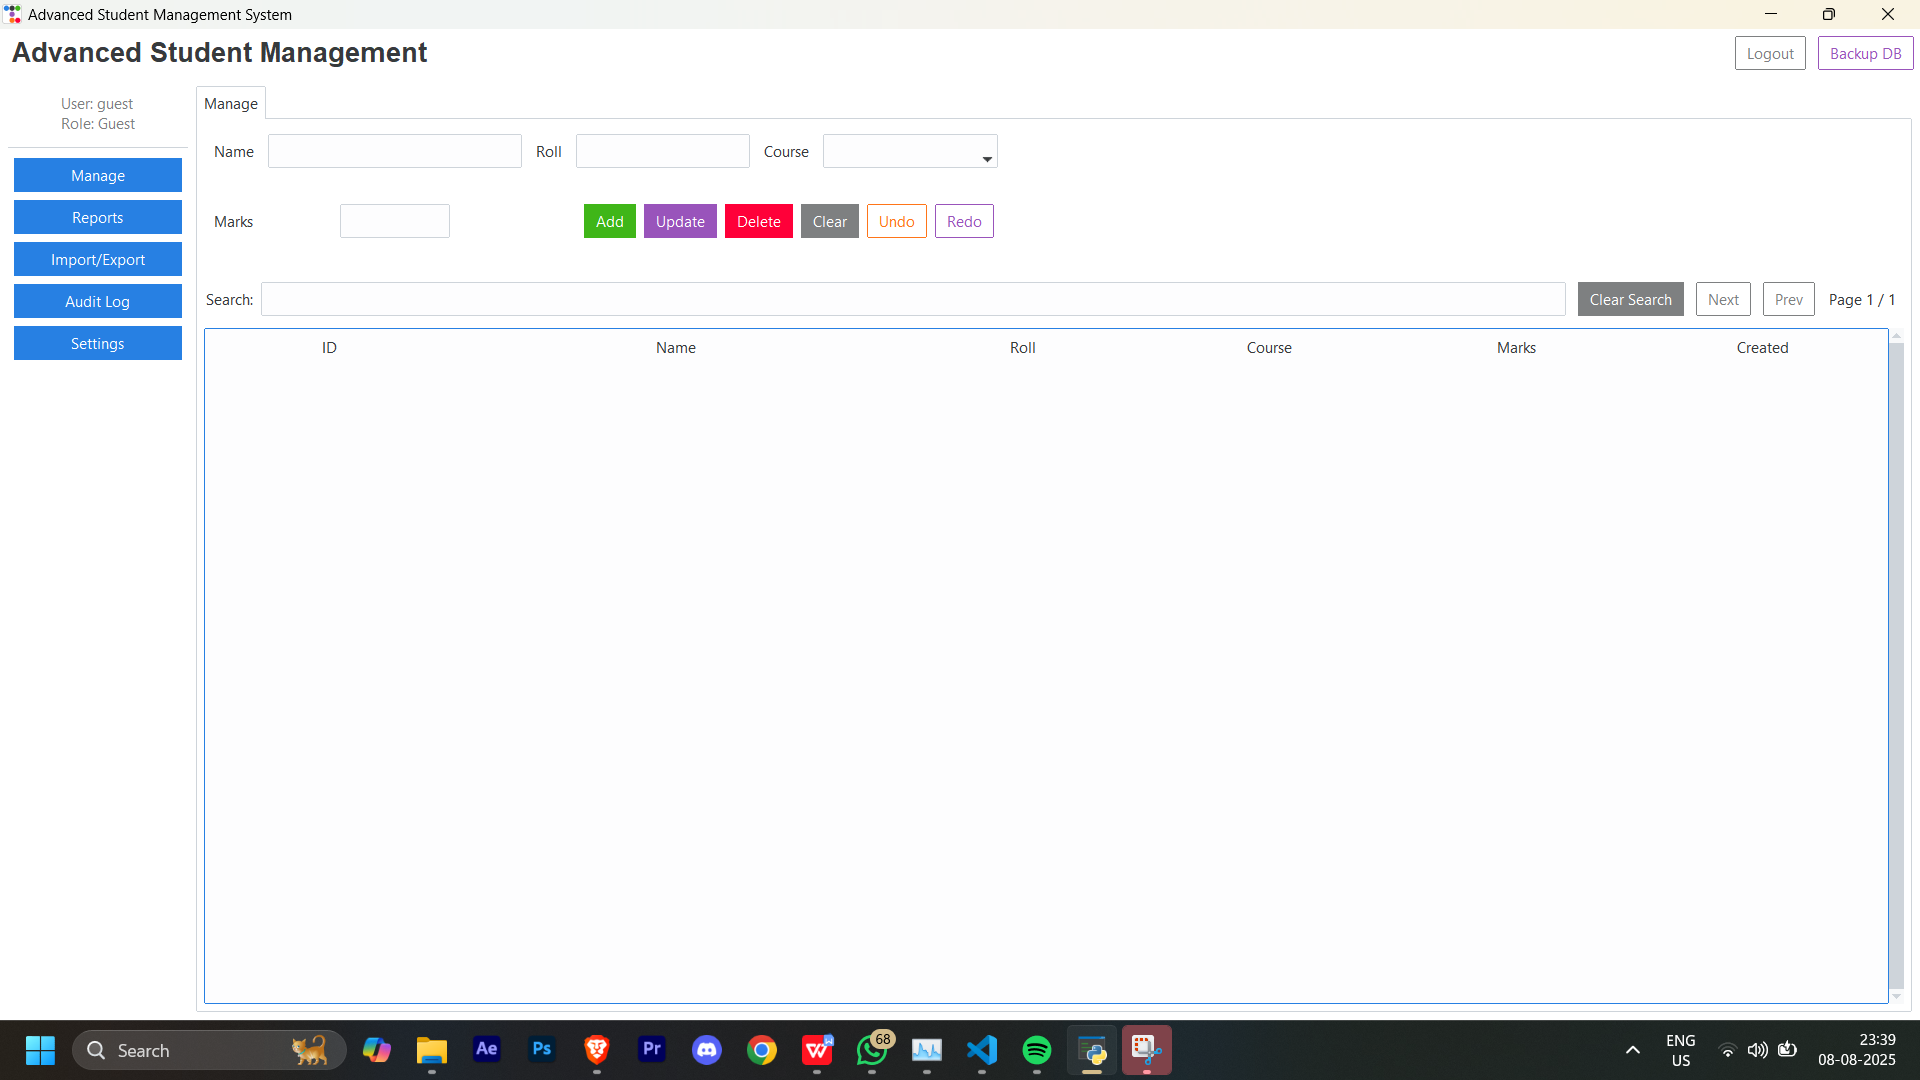 Advanced Student Management System
Advanced Student Management
Logout
Backup DB
User: guest
Role: Guest
Manage
Reports
Import/Export
Audit Log
Settings
Manage
Name
Roll
Course
Marks
Add
Update
Delete
Clear
Undo
Redo
Search:
Clear Search
Next
Prev
Page 1 / 1
ID
Name
Roll
Course
Marks
Created
Search
Ae
Ps
Pr
W
W
68
ENG
US
23:39
08-08-2025